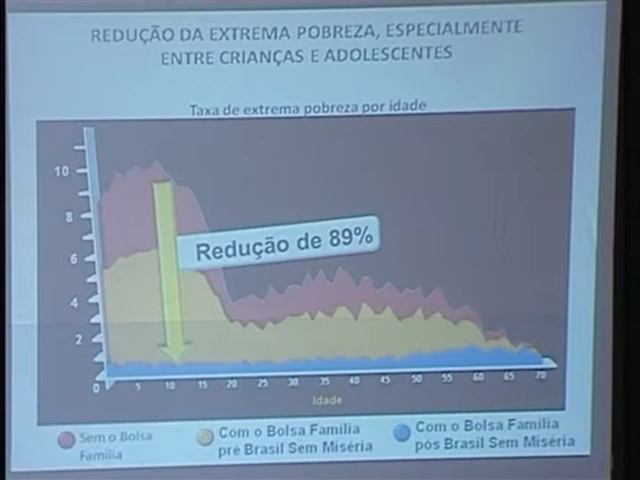 REDUÇÃO DA EXTREMA POBREZA, ESPECIALMENTE
ENTRE CRIANÇAS E ADOLESCENTES
Taxa de extrema pobreza por idade
10
8
6
4
2
0
Redução de 89%
0 5 10 15 20 25 30 35 40 45 50 55 60 65 70
Idade
Sem o Bolsa
Família
Com o Bolsa Família
pré Brasil Sem Miséria
Com o Bolsa Família
pós Brasil Sem Miséria